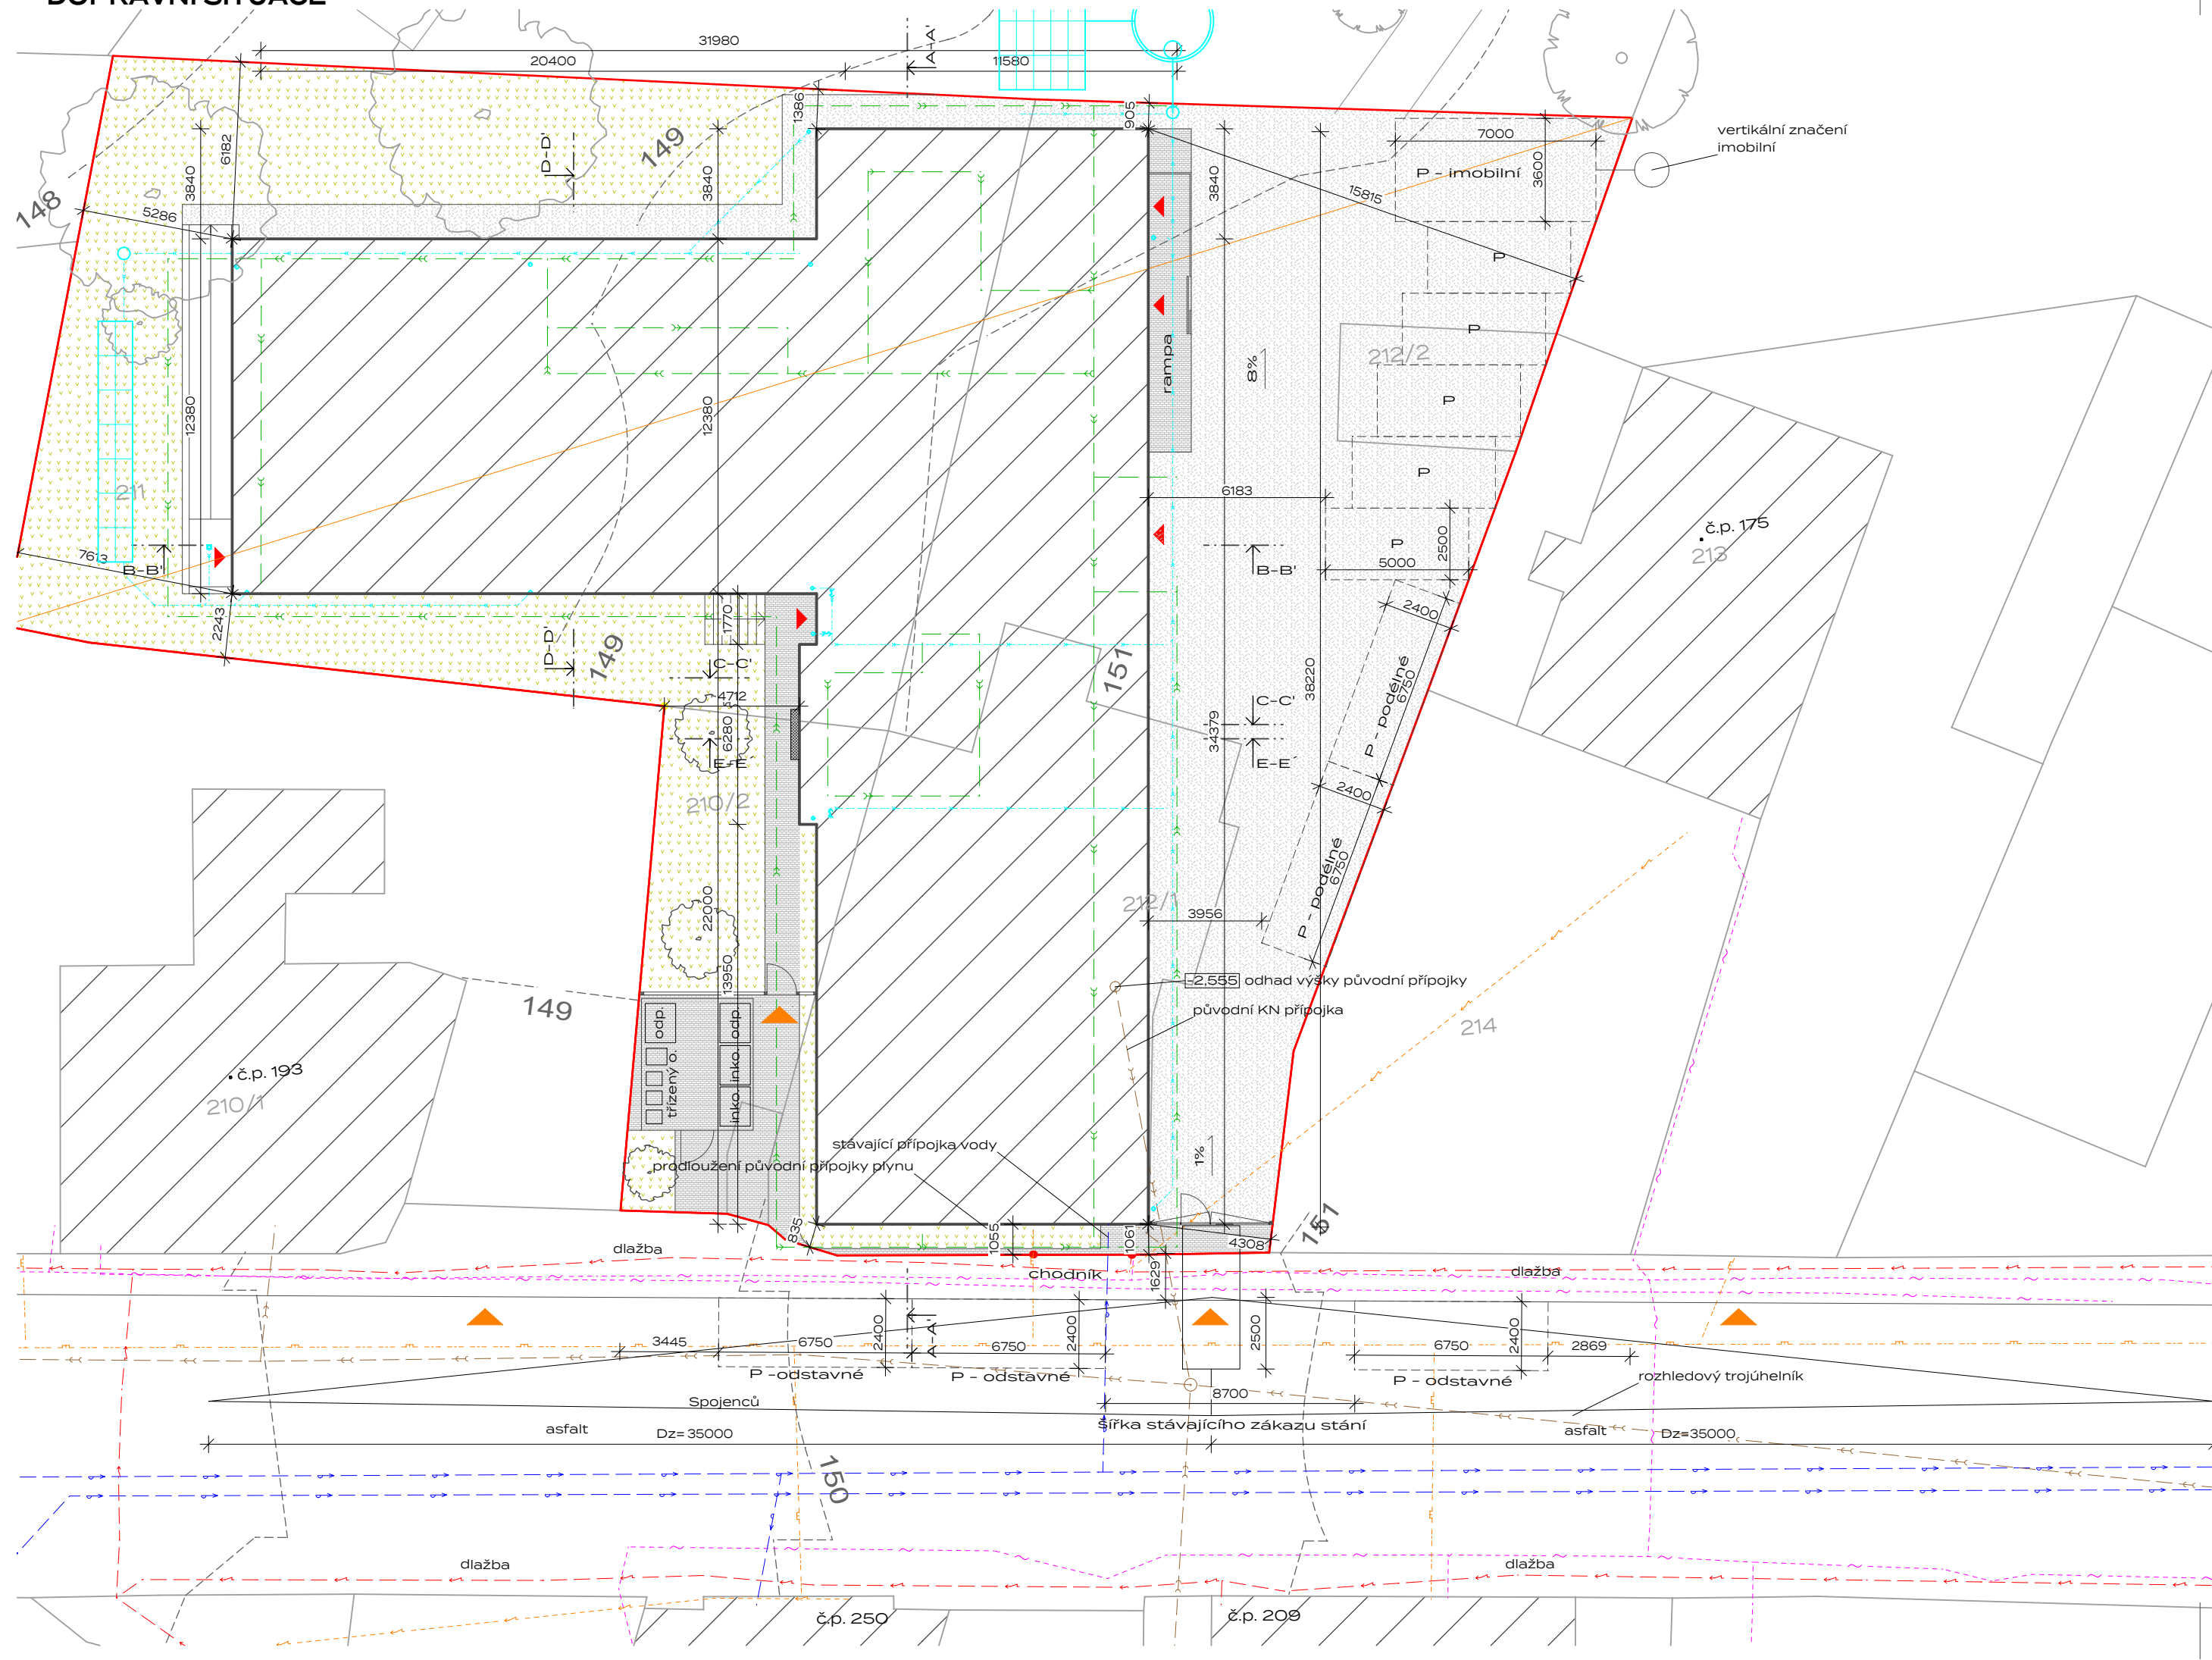 DOPRAVNÍ SITUACE
31980
20400
11580
A-A'
1386
905
6182
3840
3840
3840
D-D'
149
148
5286
7000
3600
P - imobilní
15815
vertikální značení
imobilní
P
P
P
P
P
rampa
8%
212/2
12380
12380
211
6183
2500
5000
č.p. 175
213
7613
B-B'
B-B'
2243
D-D'
149
1770
C-C'
4712
6280
E-E'
151
C-C'
34379
E-E'
38220
2400
P - podélné
6750
2400
P - podélné
6750
210/2
212/1
3956
22000
13950
-2,555 odhad výšky původní přípojky
původní KN přípojka
149
214
č.p. 193
210/1
odp.
odp.
třízený o.
inko.
inko.
stávající přípojka vody
prodloužení původní přípojky plynu
1%
151
835
1055
1061
4308
dlažba
chodník
1629
dlažba
3445
6750
2400
A-A'
6750
2400
2500
6750
2400
2869
P -odstavné
P - odstavné
P - odstavné
rozhledový trojúhelník
Spojenců
8700
šířka stávajícího zákazu stání
asfalt
Dz= 35000
asfalt
Dz=35000
150
dlažba
dlažba
č.p. 250
č.p. 209